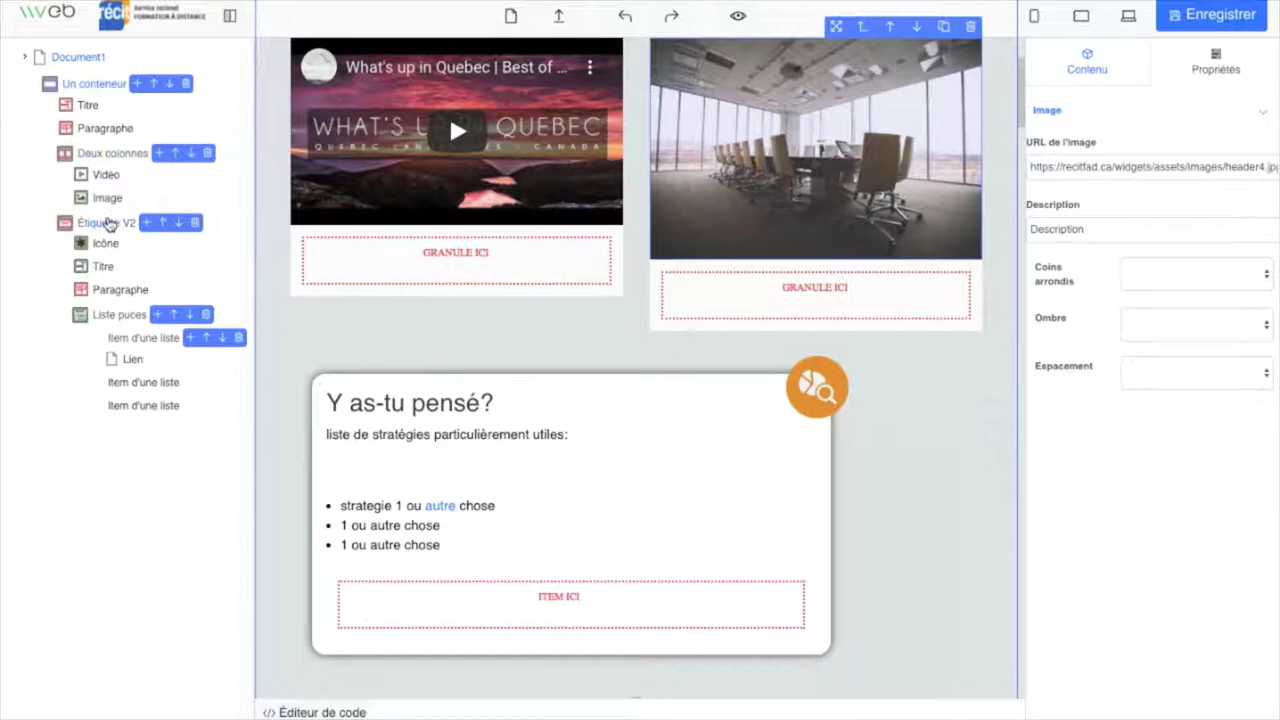 iweb
récit
Service national
FORMATION À DISTANCE
Enregistrer
Document1
Un conteneur
Titre
Paragraphe
Deux colonnes
Video
Image
V2
Icône
Titre
Paragraphe
Liste puces
Item d'une liste
Lien
Item d'une liste
Item d'une liste
What's up in Quebec | Best of ...
WHAT'S QUEBEC
GRANULE ICI
GRANULE ICI
Y as-tu pensé?
liste de stratégies particulièrement utiles:
strategie 1 ou autre chose
1 ou autre chose
1 ou autre chose
ITEM ICI
</> Éditeur de code
Contenu
Propriétés
Image
URL de l'image
https://recitfad.ca/widgets/assets/images/header4.jpg
Description
Description
Coins
arrondis
Ombre
Espacement